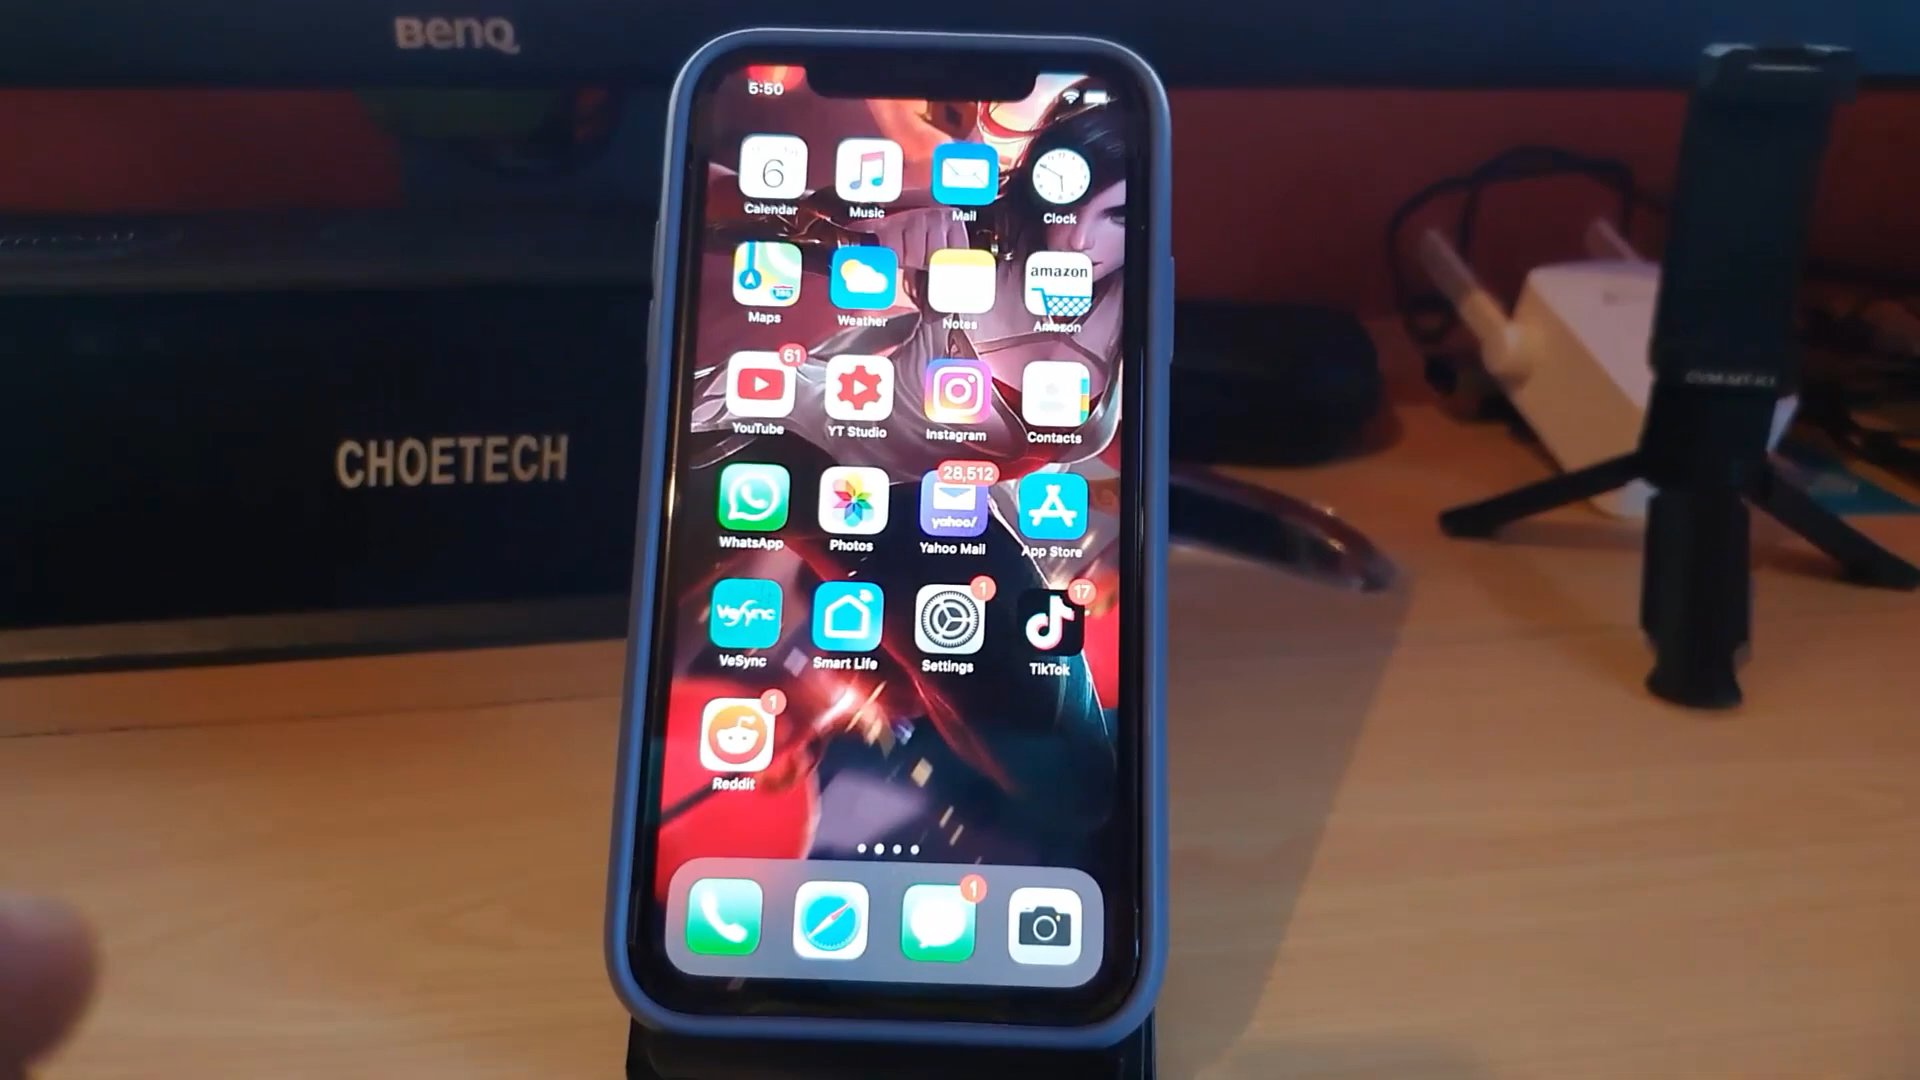 BenQ
CHOETECH
5:50
6
Calendar
Music
Mail
Clock
Maps
Weather
Notes
amazon
Amazon
61
YouTube
YT Studio
Instagram
Contacts
WhatsApp
Photos
28,512
yahoo!
Yahoo Mail
App Store
VeSync
VeSync
Smart Life
1
Settings
17
TikTok
1
Reddit
1